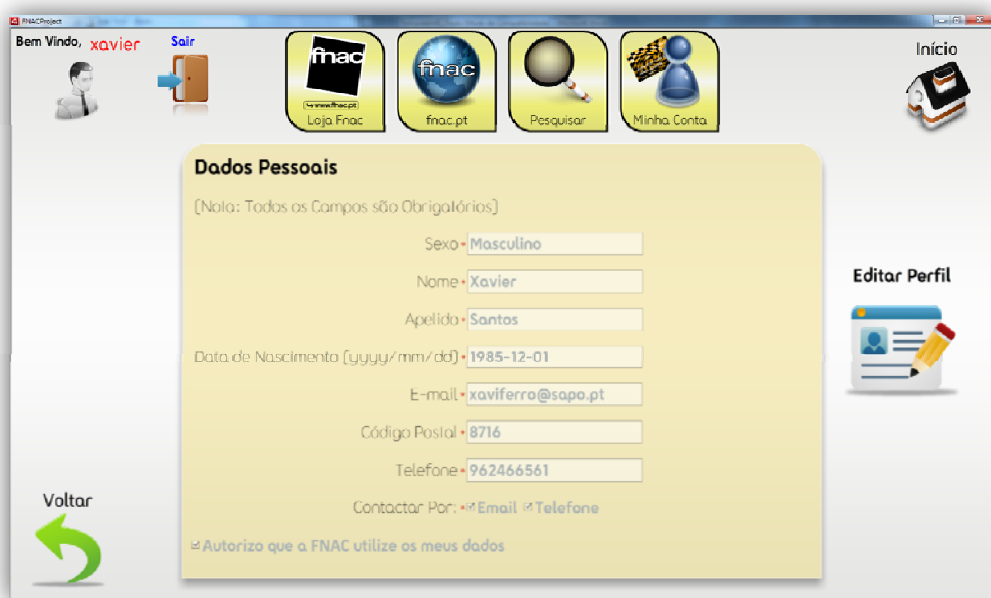 FNACProject
Bem Vindo, xavier
Sair
fnac
www.fnac.pt
Loja Fnac
fnac
fnac.pt
Pesquisar
Minha Conta
Início
Dados Pessoais
(Nota: Todos os Campos são Obrigatórios)
Sexo • Masculino
Nome • Xavier
Apelido • Santos
Data de Nascimento (yyyy/mm/dd) • 1985-12-01
E-mail • xaviferro@sapo.pt
Código Postal • 8716
Telefone • 962466561
Contactar Por: • Email Telefone
Autorizo que a FNAC utilize os meus dados
Editar Perfil
Voltar